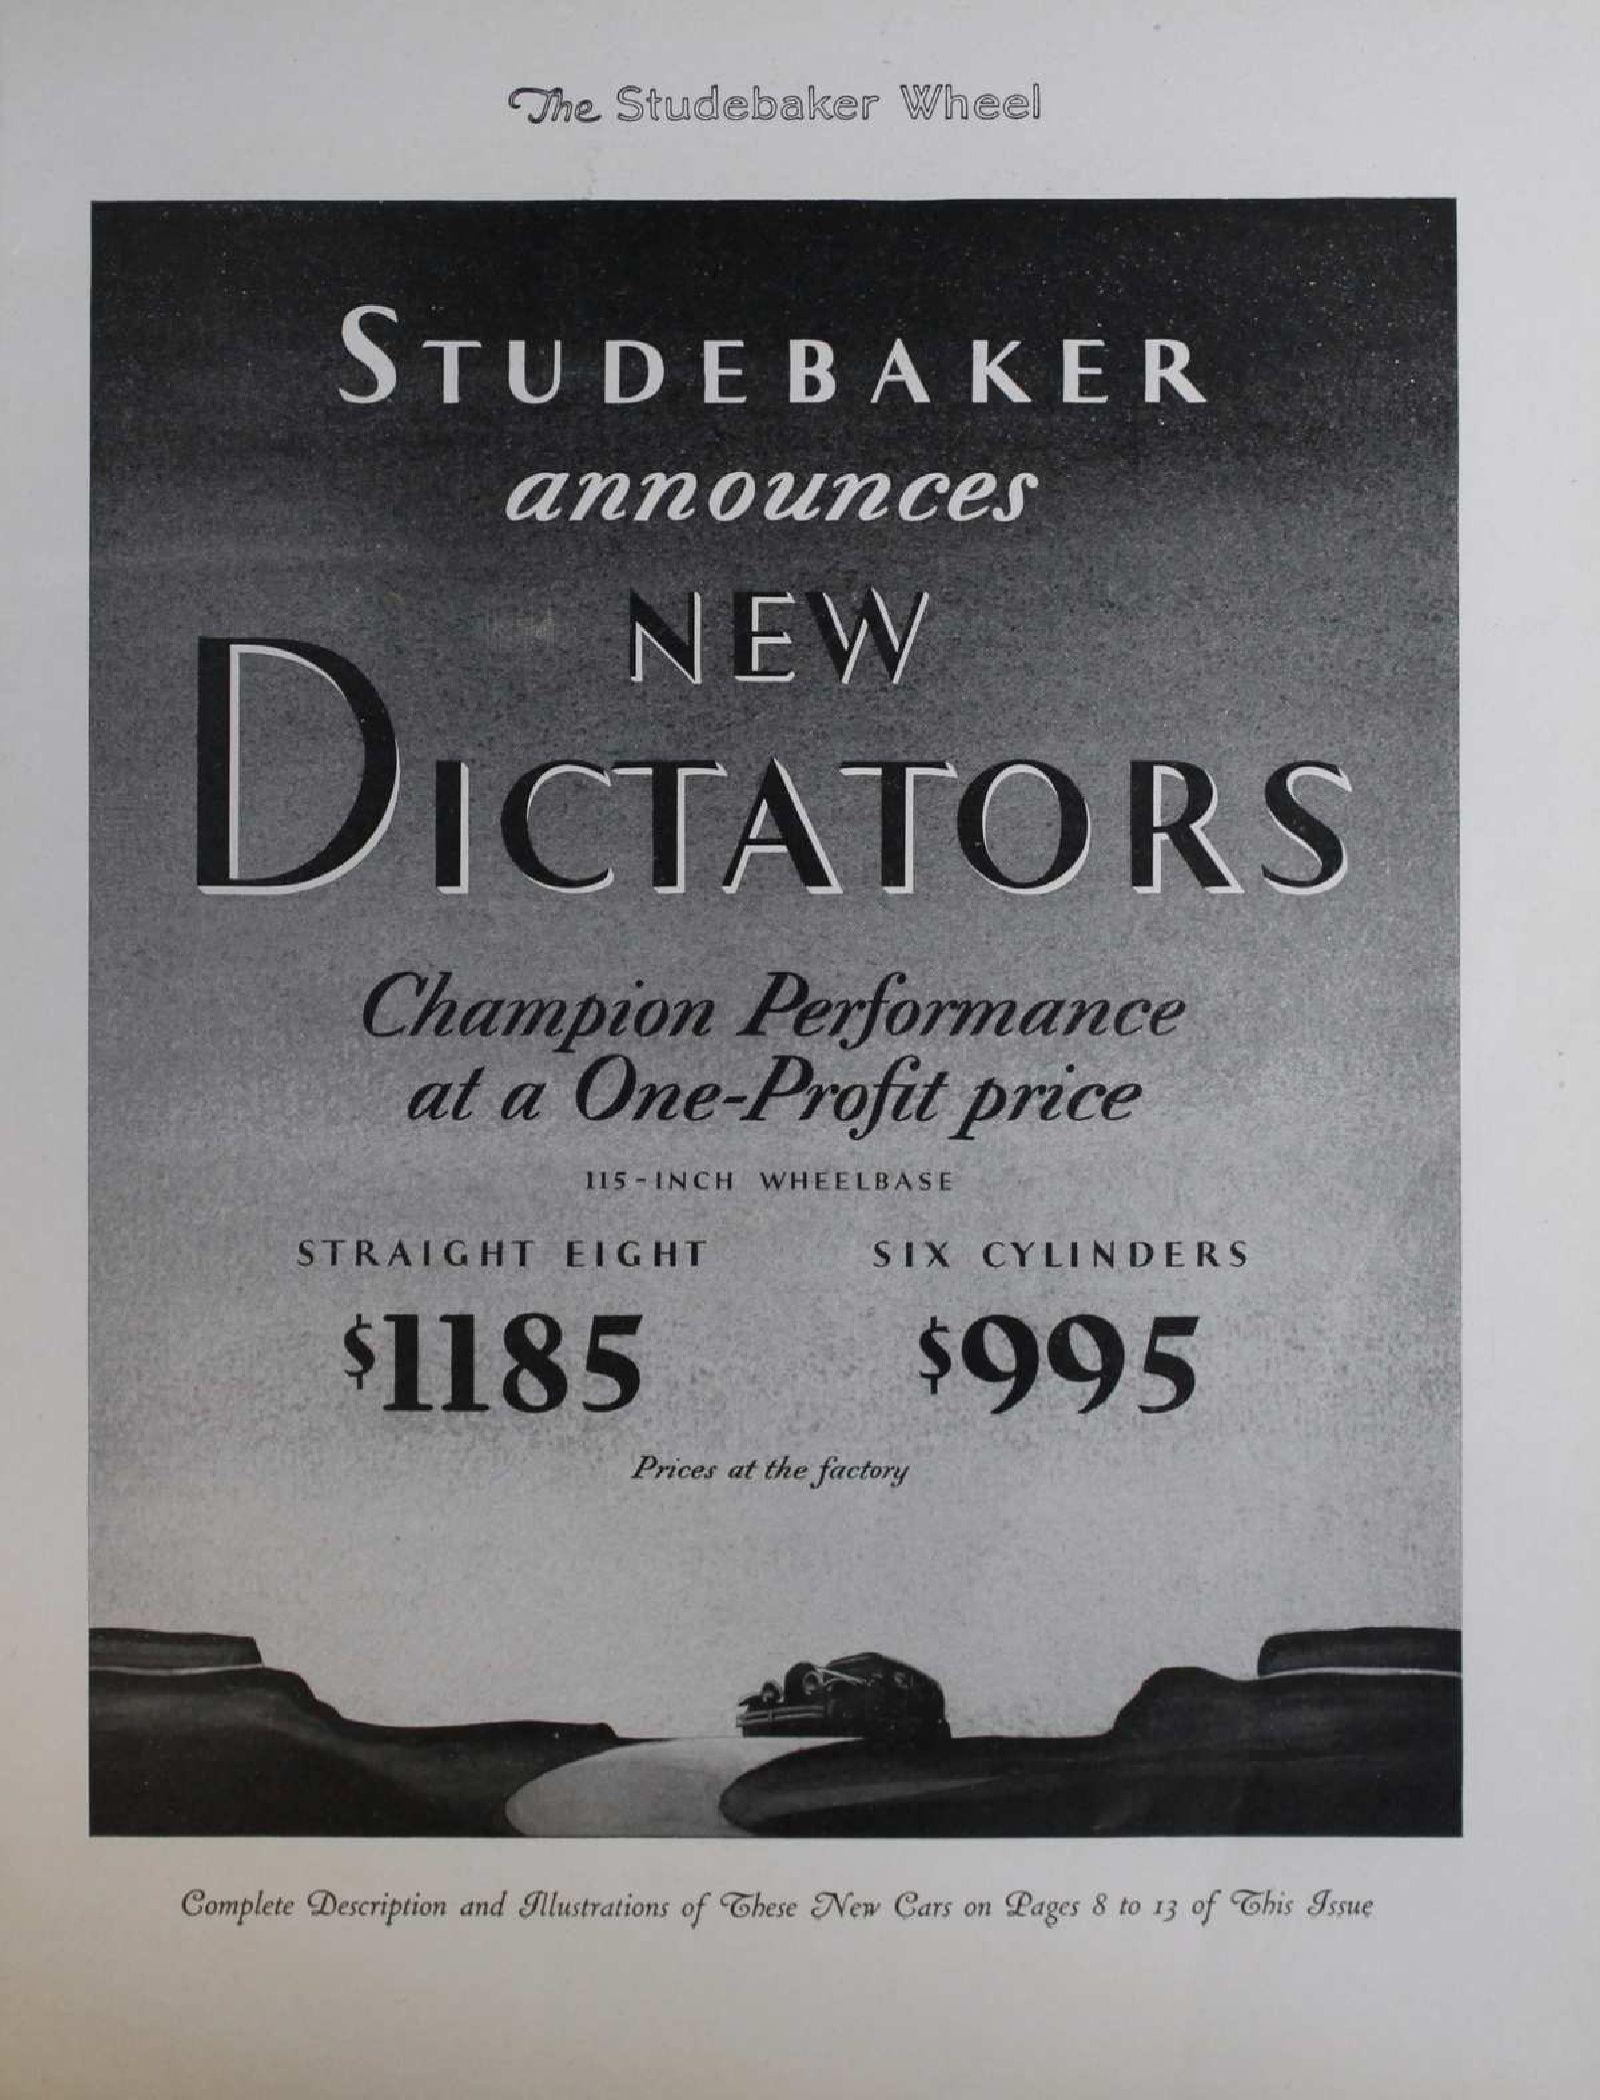 The Studebaker Wheel
STUDEBAKER
announces
NEW
DICTATORS
Champion Performance
at a One-Profit price
115-INCH WHEELBASE
STRAIGHT EIGHT SIX CYLINDERS
$1185 $995
Prices at the factory
Complete Description and Illustrations of These New Cars on Pages 8 to 13 of This Issue